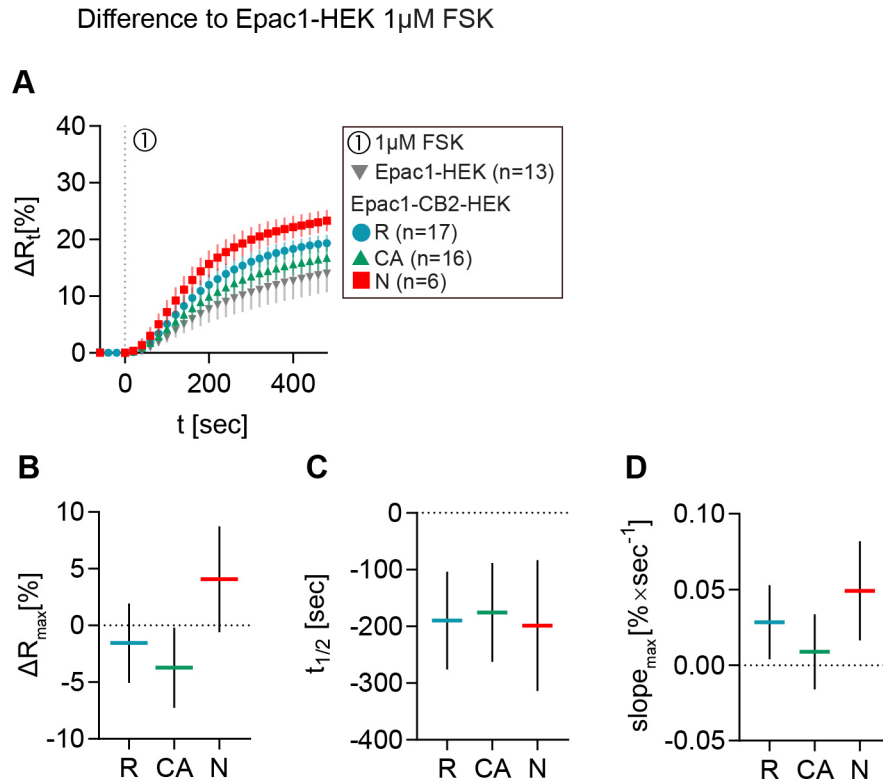 Difference to Epac1-HEK 1µM FSK
A
ΔR_t[%]
40
30
20
10
0
0 200 400
t [sec]
①
① 1µM FSK
Epac1-HEK (n=13)
Epac1-CB2-HEK
R (n=17)
CA (n=16)
N (n=6)
B
ΔRmax[%]
10
5
0
-5
-10
R CA N
C
t1/2 [sec]
0
-100
-200
-300
-400
R CA N
D
slopemax[%×sec-1]
0.10
0.05
0.00
-0.05
R CA N